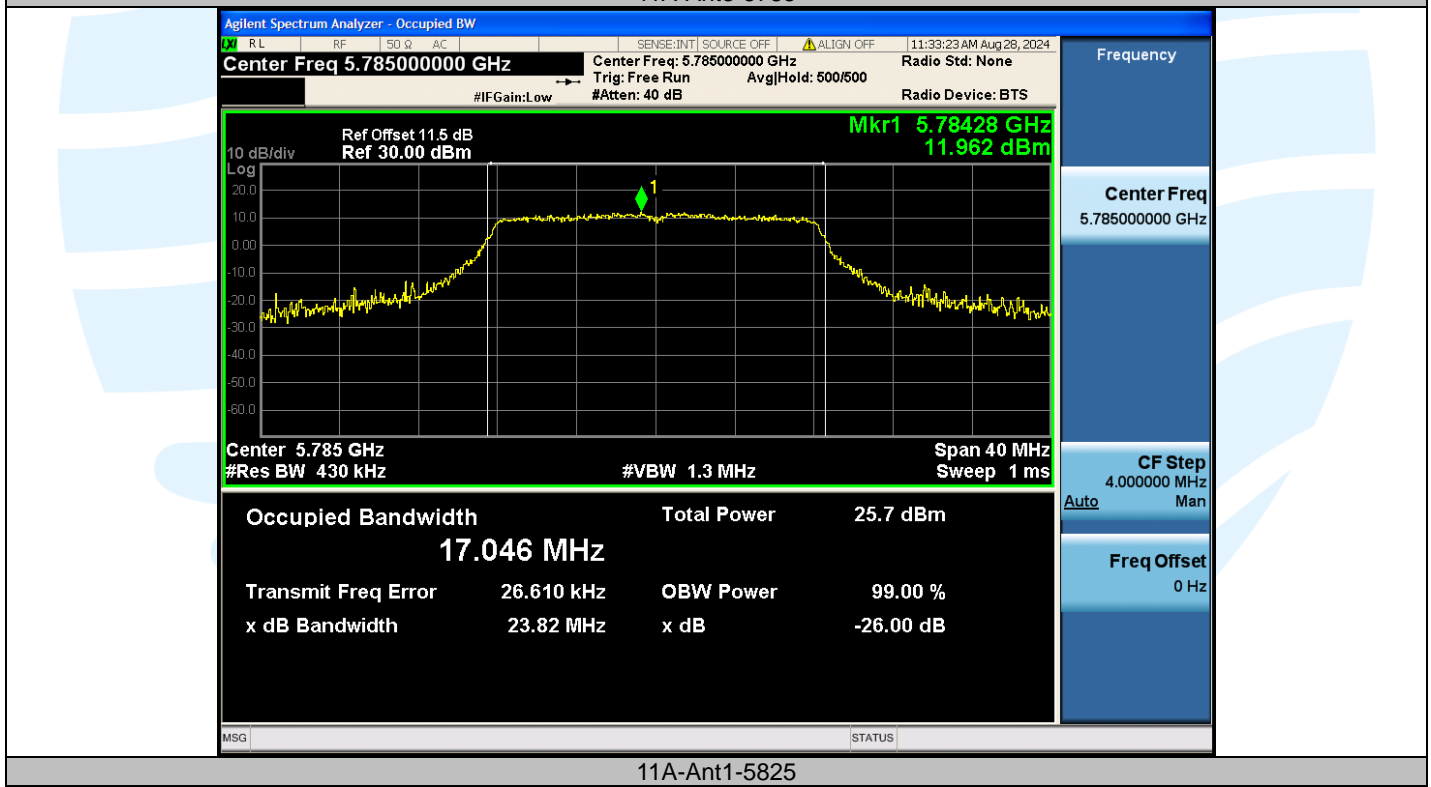 Agilent Spectrum Analyzer - Occupied BW
LXI RL RF 50 Ω AC SENSE:INT SOURCE OFF ALIGN OFF 11:33:23 AM Aug 28, 2024
Center Freq 5.785000000 GHz Center Freq: 5.785000000 GHz Radio Std: None
Trig: Free Run Avg|Hold: 500/500
#IFGain:Low #Atten: 40 dB Radio Device: BTS
Frequency
Mkr1 5.78428 GHz
11.962 dBm
Ref Offset 11.5 dB
10 dB/div Ref 30.00 dBm
Log
20.0
10.0
0.00
-10.0
-20.0
-30.0
-40.0
-50.0
-60.0
1
Center 5.785 GHz Span 40 MHz
#Res BW 430 kHz #VBW 1.3 MHz Sweep 1 ms
Occupied Bandwidth Total Power 25.7 dBm
17.046 MHz
Transmit Freq Error 26.610 kHz OBW Power 99.00 %
x dB Bandwidth 23.82 MHz x dB -26.00 dB
Center Freq
5.785000000 GHz
CF Step
4.000000 MHz
Auto Man
Freq Offset
0 Hz
MSG STATUS
11A-Ant1-5825